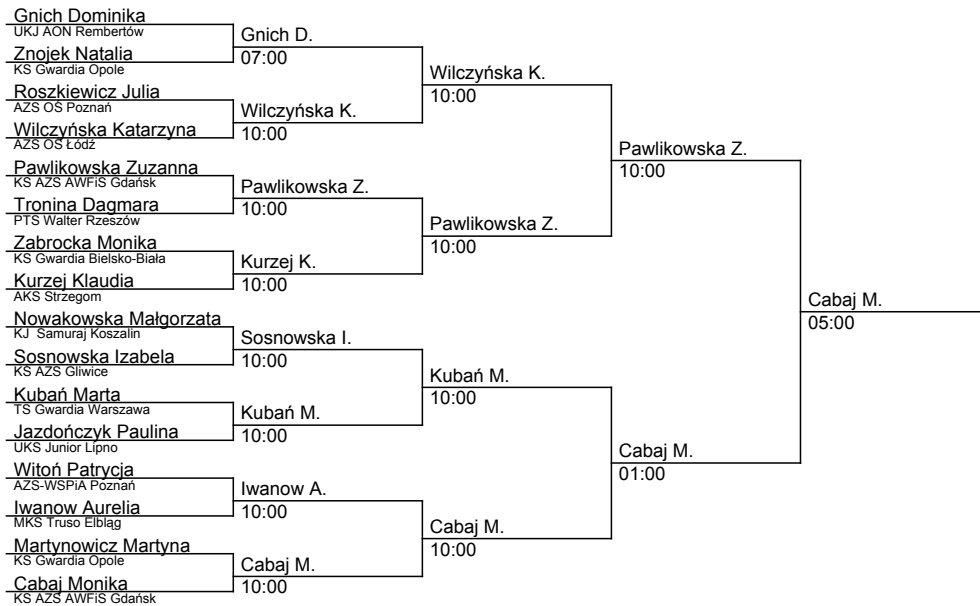 Gnich Dominika
UKJ AON Rembertów
Znojek Natalia
KS Gwardia Opole
Roszkiewicz Julia
AZS OŚ Poznań
Wilczyńska Katarzyna
AZS OŚ Łódź
Pawlikowska Zuzanna
KS AZS AWFiS Gdańsk
Tronina Dagmara
PTS Walter Rzeszów
Zabrocka Monika
KS Gwardia Bielsko-Biała
Kurzej Klaudia
AKS Strzegom
Nowakowska Małgorzata
KJ  Samuraj Koszalin
Sosnowska Izabela
KS AZS Gliwice
Kubań Marta
TS Gwardia Warszawa
Jazdończyk Paulina
UKS Junior Lipno
Witoń Patrycja
AZS-WSPiA Poznań
Iwanow Aurelia
MKS Truso Elbląg
Martynowicz Martyna
KS Gwardia Opole
Cabaj Monika
KS AZS AWFiS Gdańsk
Gnich D.
07:00
Wilczyńska K.
10:00
Pawlikowska Z.
10:00
Kurzej K.
10:00
Sosnowska I.
10:00
Kubań M.
10:00
Iwanow A.
10:00
Cabaj M.
10:00
Wilczyńska K.
10:00
Pawlikowska Z.
10:00
Kubań M.
10:00
Cabaj M.
10:00
Pawlikowska Z.
10:00
Cabaj M.
01:00
Cabaj M.
05:00